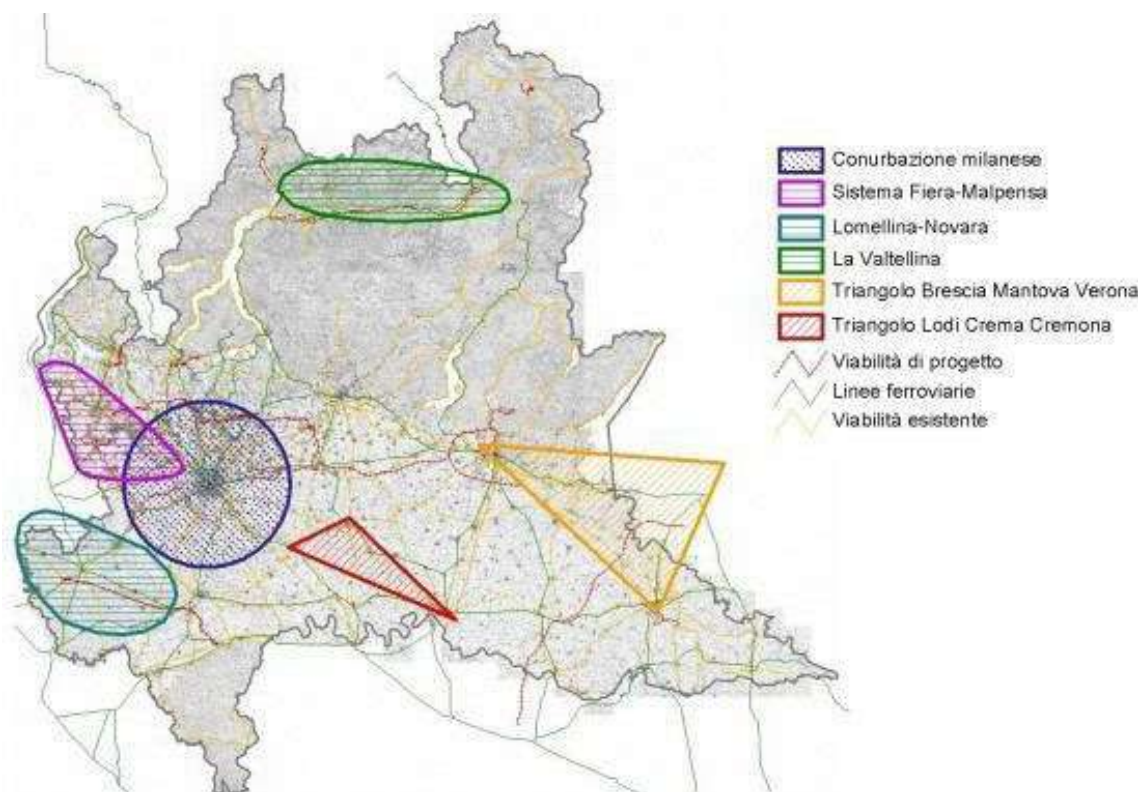 Conurbazione milanese
Sistema Fiera-Malpensa
Lomellina-Novara
La Valtellina
Triangolo Brescia Mantova Verona
Triangolo Lodi Crema Cremona
Viabilità di progetto
Linee ferroviarie
Viabilità esistente